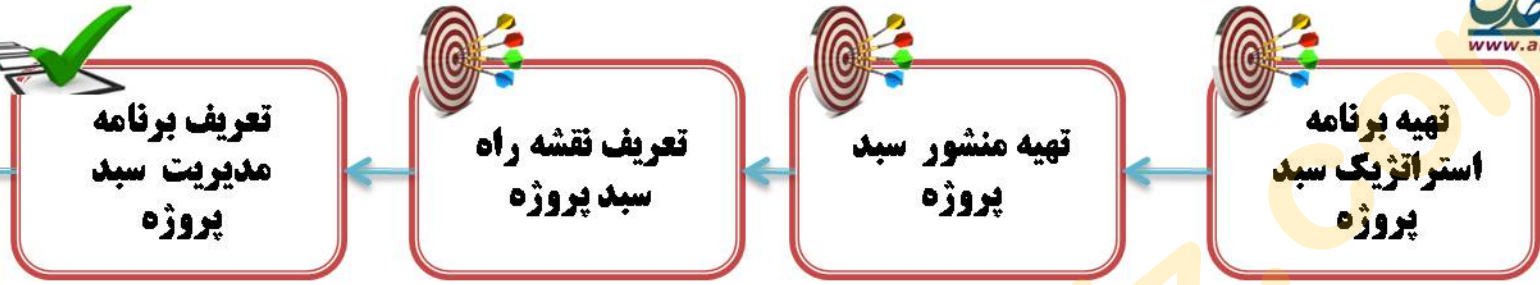 تهیه برنامه
استراتژیک سبد
پروژه
تهیه منشور سبد
پروژه
تعریف نقشه راه
سبد پروژه
تعریف برنامه
مدیریت سبد
پروژه
www.a